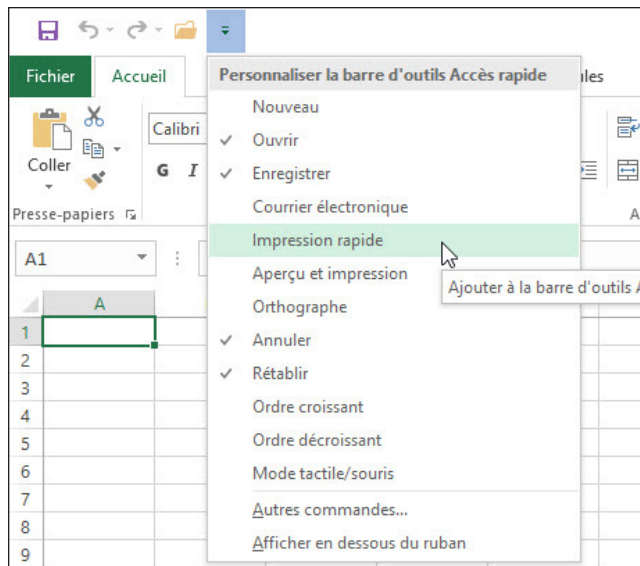 Fichier Accueil ules
Personnaliser la barre d'outils Accès rapide
Nouveau
Ouvrir
Enregistrer
Courrier électronique
Impression rapide
Aperçu et impression
Orthographe
Annuler
Rétablir
Ordre croissant
Ordre décroissant
Mode tactile/souris
Autres commandes...
Afficher en dessous du ruban
Ajouter à la barre d'outils A
Coller
Calibri
G I
Presse-papiers
A
A1
A
1
2
3
4
5
6
7
8
9